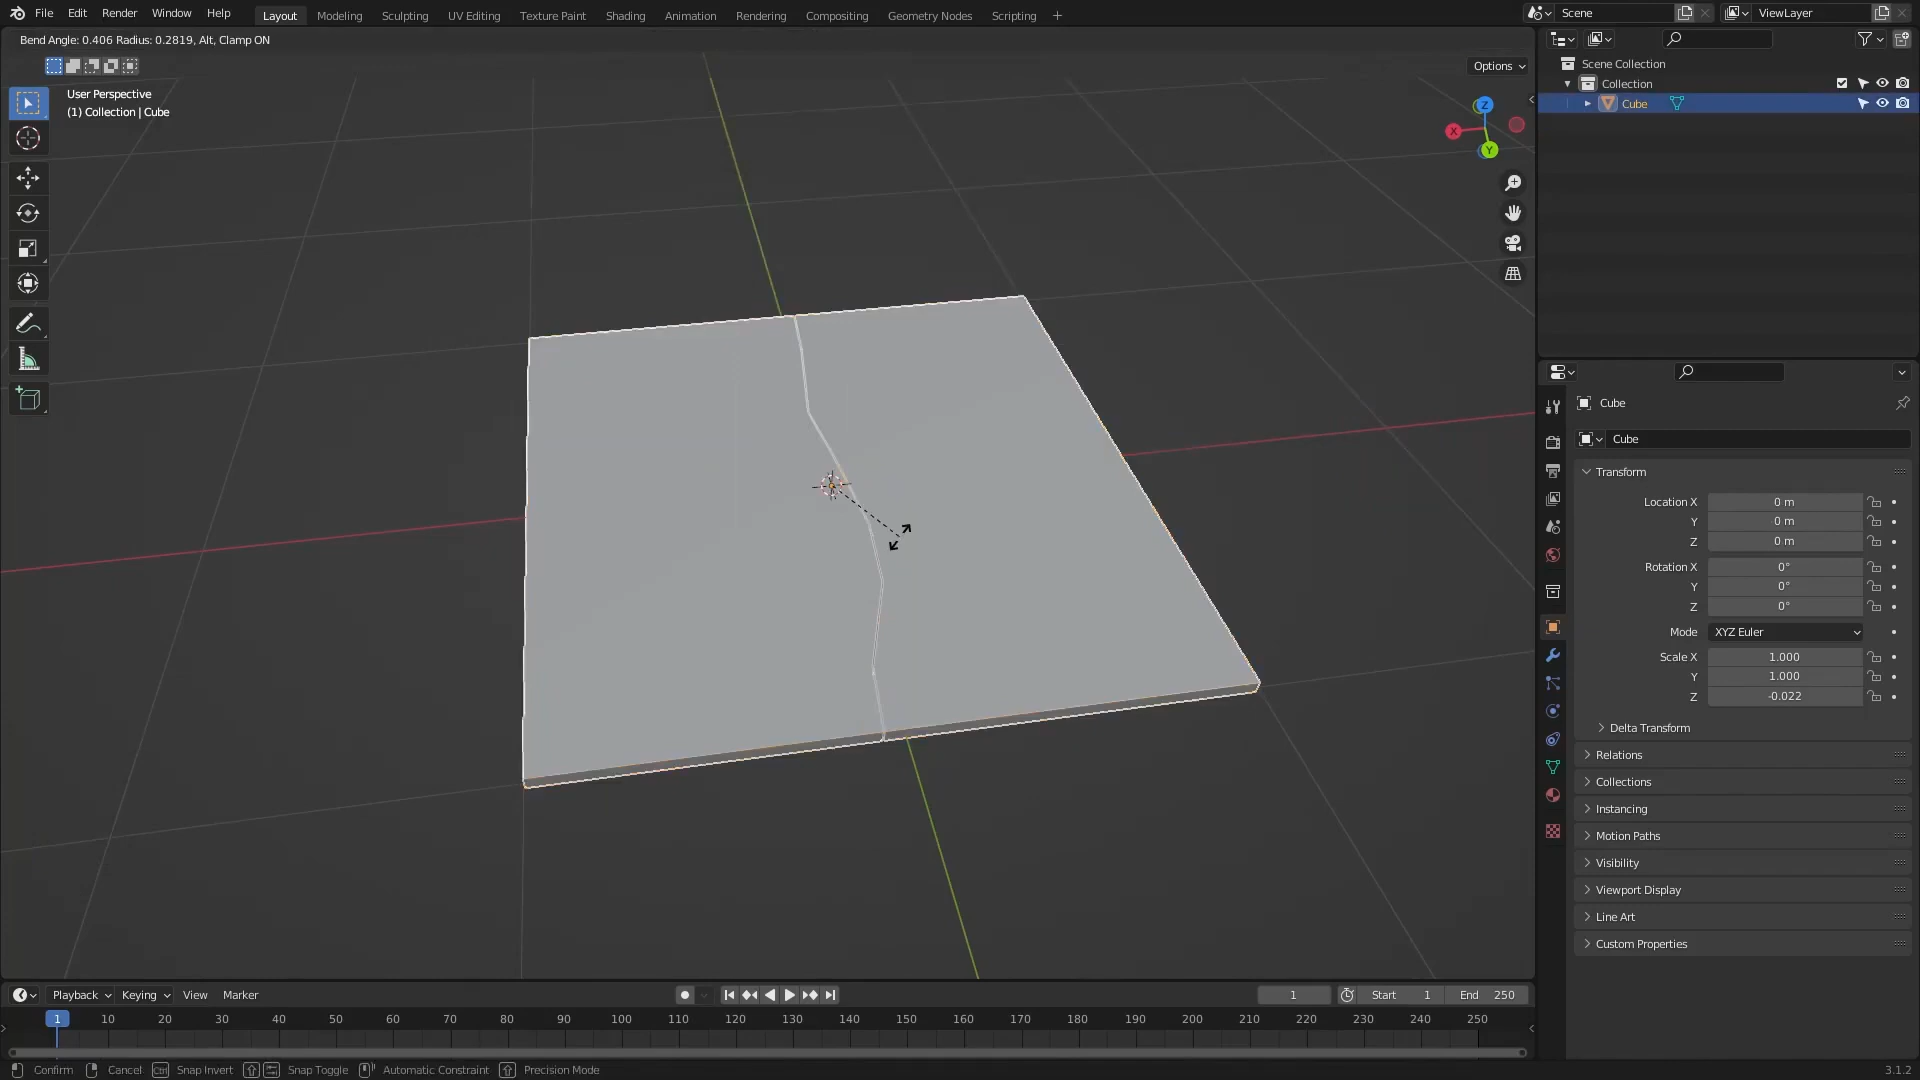 File Edit Render Window Help Layout Modeling Sculpting UV Editing Texture Paint Shading Animation Rendering Compositing Geometry Nodes Scripting + Scene ViewLayer
Bend Angle: 0.406 Radius: 0.2819, Alt, Clamp ON
Options
User Perspective
(1) Collection | Cube
Z
X
Y
Scene Collection
Collection
Cube
Cube
Cube
Transform
Location X 0 m
Y 0 m
Z 0 m
Rotation X 0°
Y 0°
Z 0°
Mode XYZ Euler
Scale X 1.000
Y 1.000
Z -0.022
Delta Transform
Relations
Collections
Instancing
Motion Paths
Visibility
Viewport Display
Line Art
Custom Properties
Playback Keying View Marker 1 Start 1 End 250
1 10 20 30 40 50 60 70 80 90 100 110 120 130 140 150 160 170 180 190 200 210 220 230 240 250
Confirm Cancel Ctrl Snap Invert Snap Toggle Automatic Constraint Precision Mode 3.1.2